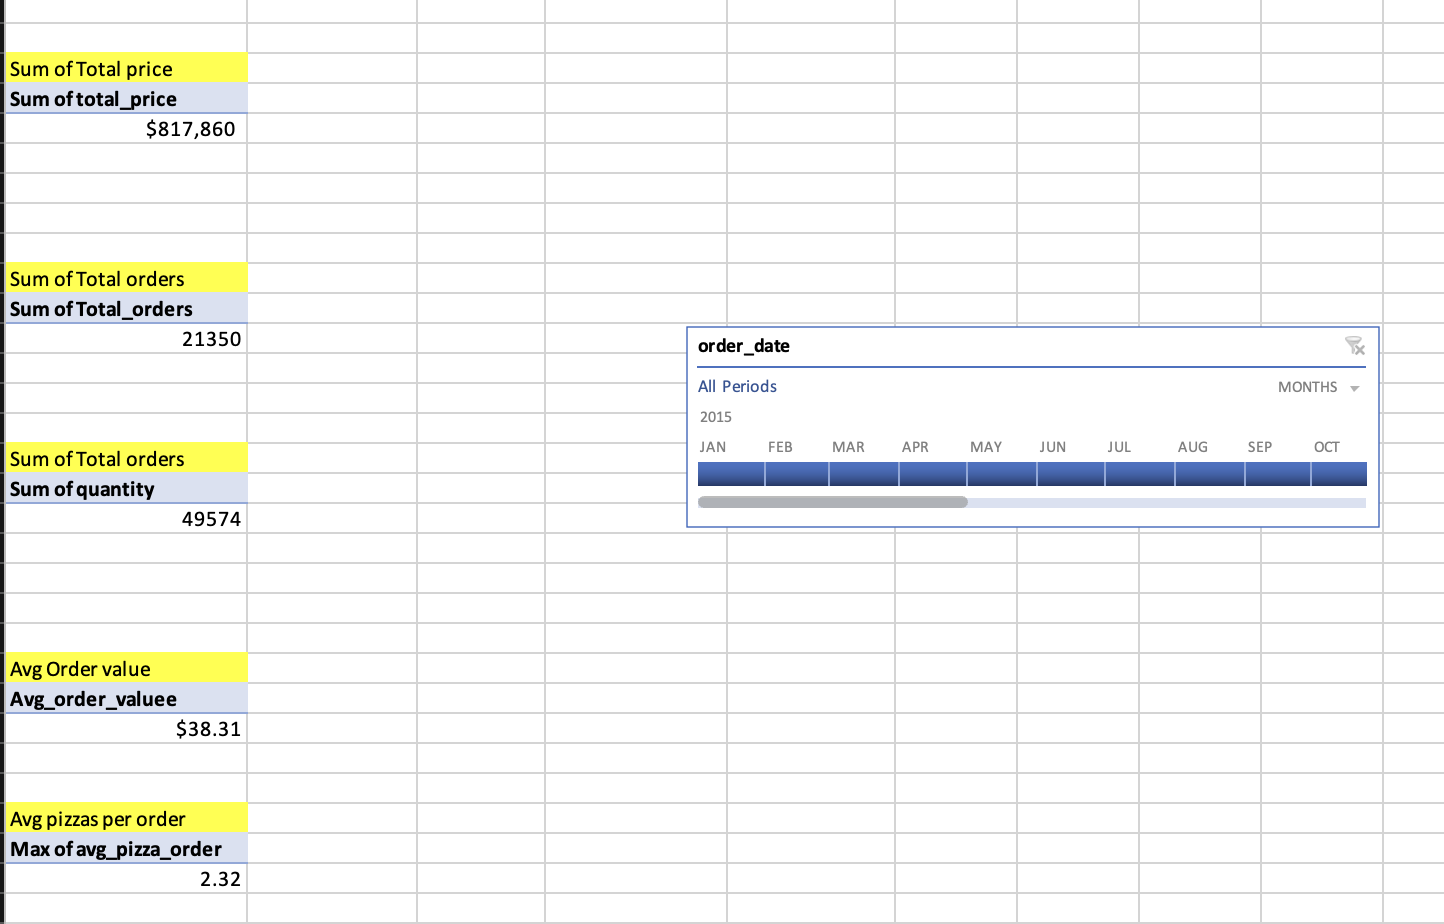 Sum of Total price
Sum of total_price
$817,860
Sum of Total orders
Sum of Total_orders
21350
order_date
All Periods
MONTHS
2015
JAN FEB MAR APR MAY JUN JUL AUG SEP OCT
Sum of Total orders
Sum of quantity
49574
Avg Order value
Avg_order_valuee
$38.31
Avg pizzas per order
Max of avg_pizza_order
2.32